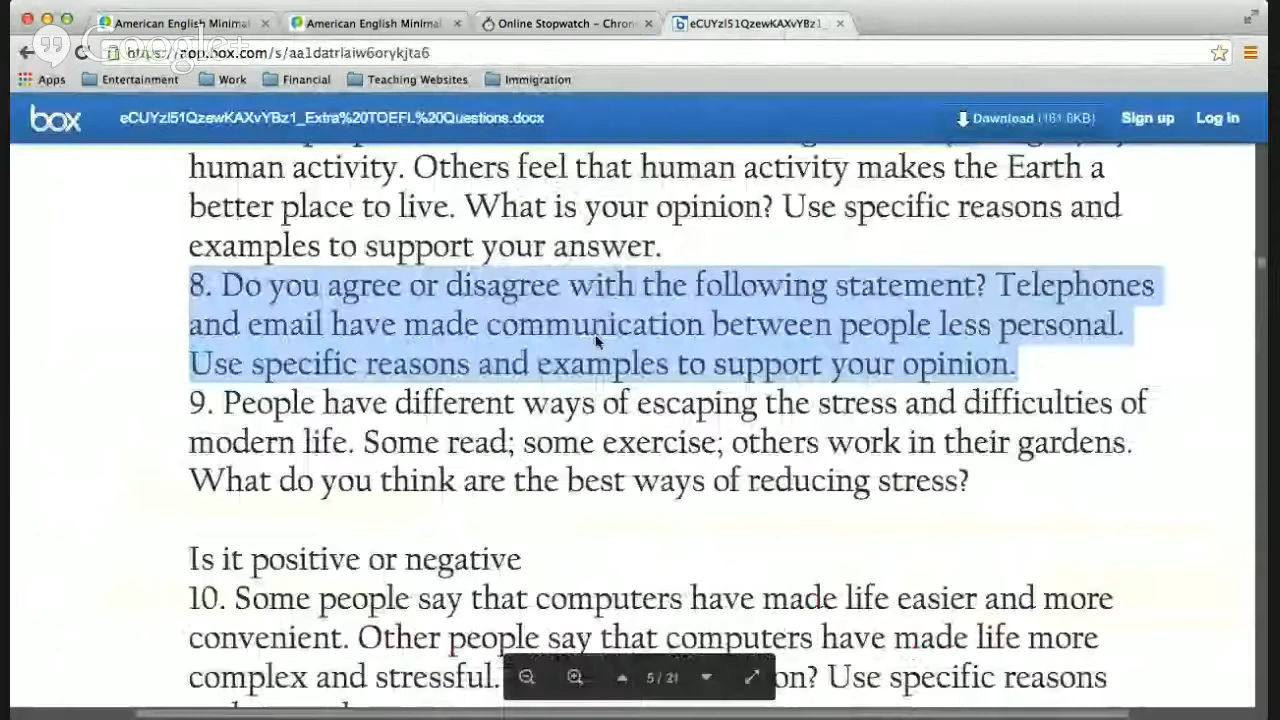 American English Minimal
American English Minimal
Online Stopwatch – Chron
eCUYzI51QzewKAXvYBz1_
Google+
Apps
Entertainment
Work
Financial
Teaching Websites
Immigration
box
eCUYzI51QzewKAXvYBz1_Extra%20TOEFL%20Questions.docx
Download
Sign up
Log in
human activity. Others feel that human activity makes the Earth a
better place to live. What is your opinion? Use specific reasons and
examples to support your answer.
8. Do you agree or disagree with the following statement? Telephones
and email have made communication between people less personal.
Use specific reasons and examples to support your opinion.
9. People have different ways of escaping the stress and difficulties of
modern life. Some read; some exercise; others work in their gardens.
What do you think are the best ways of reducing stress?
Is it positive or negative
10. Some people say that computers have made life easier and more
convenient. Other people say that computers have made life more
complex and stressful. on? Use specific reasons
5 / 21